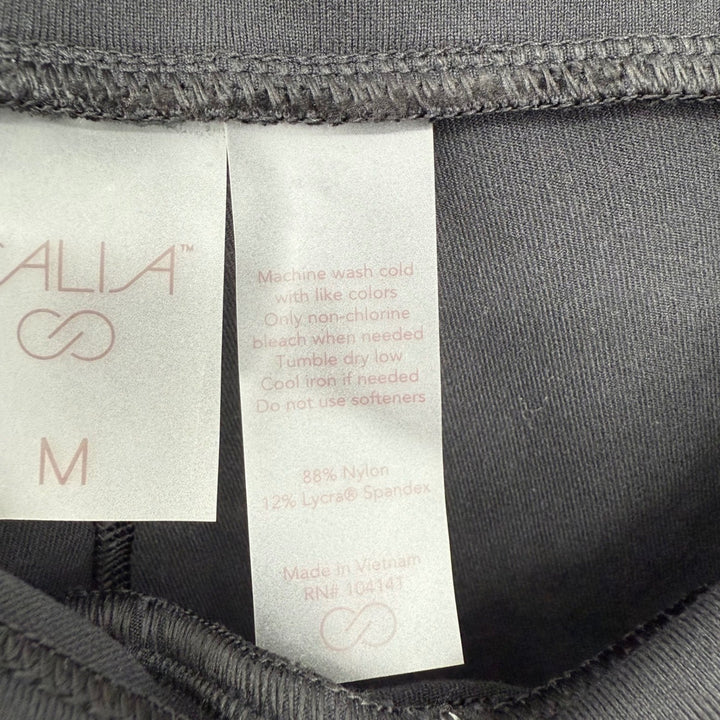 CALIA™
M
Machine wash cold
with like colors
Only non-chlorine
bleach when needed
Tumble dry low
Cool iron if needed
Do not use softeners
88% Nylon
12% Lycra® Spandex
Made In Vietnam
RN# 104141